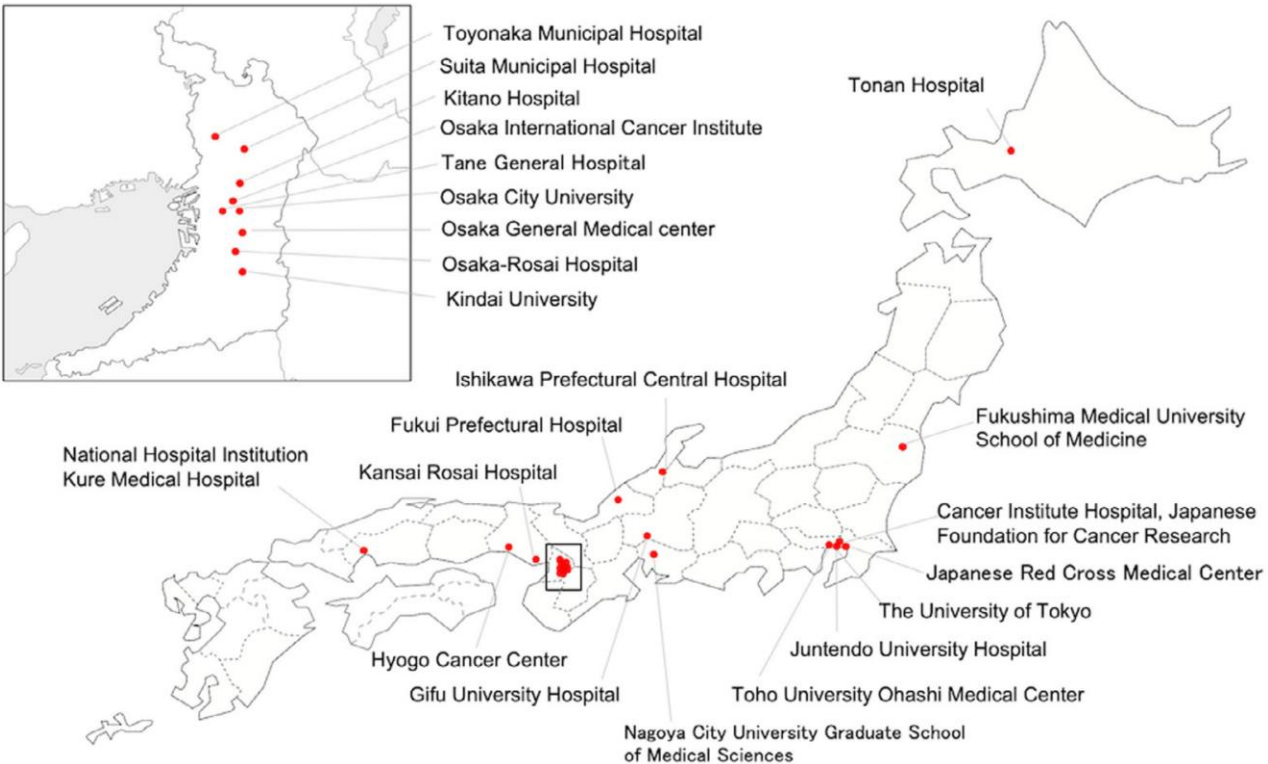 Toyonaka Municipal Hospital
Suita Municipal Hospital
Kitano Hospital
Osaka International Cancer Institute
Tane General Hospital
Osaka City University
Osaka General Medical center
Osaka-Rosai Hospital
Kindai University
Tonan Hospital
Ishikawa Prefectural Central Hospital
Fukui Prefectural Hospital
Kansai Rosai Hospital
National Hospital Institution
Kure Medical Hospital
Fukushima Medical University
School of Medicine
Cancer Institute Hospital, Japanese
Foundation for Cancer Research
Japanese Red Cross Medical Center
The University of Tokyo
Juntendo University Hospital
Toho University Ohashi Medical Center
Hyogo Cancer Center
Gifu University Hospital
Nagoya City University Graduate School
of Medical Sciences